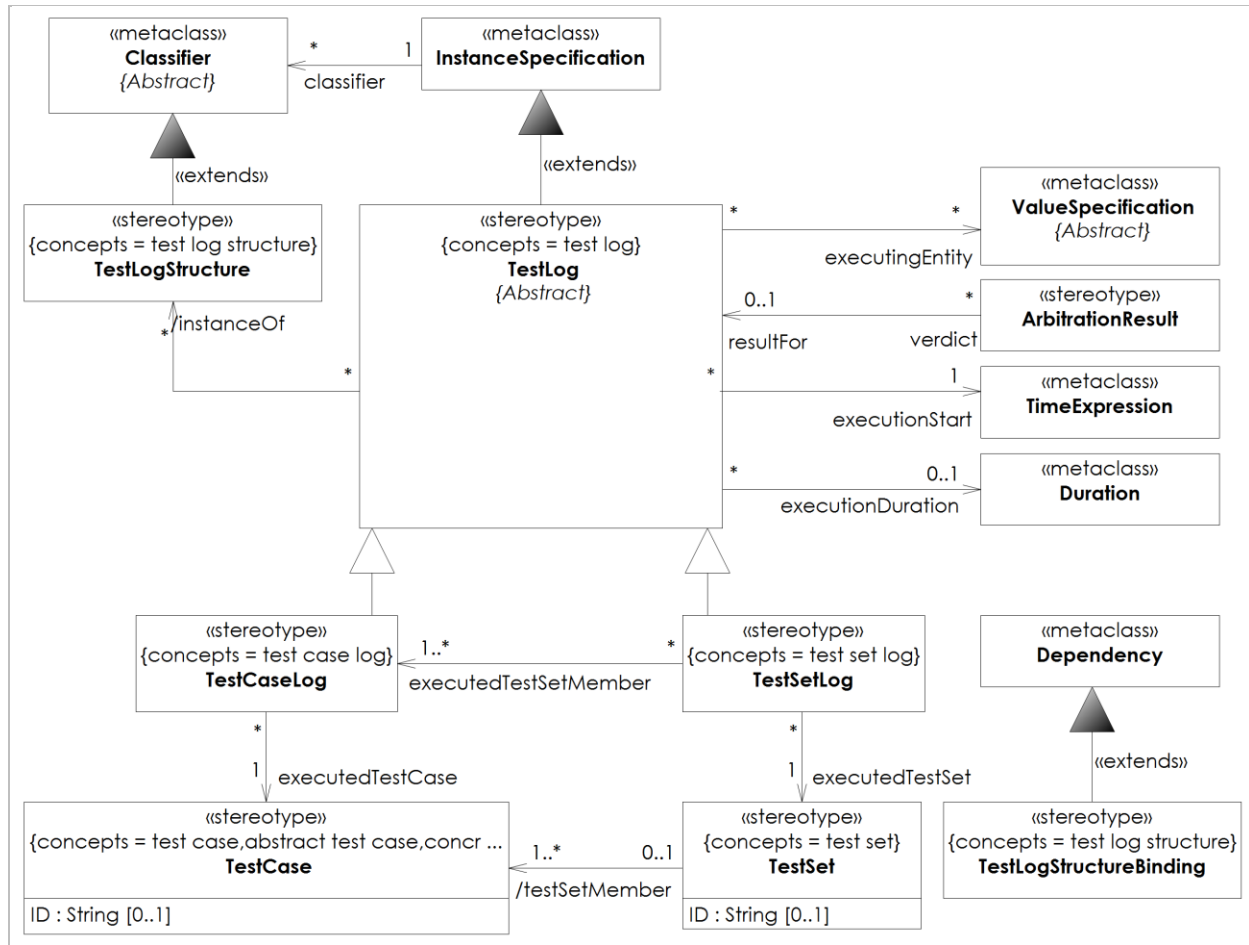 «metaclass»
Classifier
{Abstract}
*
1
classifier
«metaclass»
InstanceSpecification
«extends»
«extends»
«stereotype»
{concepts = test log structure}
TestLogStructure
*
/instanceOf
*
«stereotype»
{concepts = test log}
TestLog
{Abstract}
*
*
executingEntity
«metaclass»
ValueSpecification
{Abstract}
0..1
*
resultFor
verdict
«stereotype»
ArbitrationResult
*
1
executionStart
«metaclass»
TimeExpression
*
0..1
executionDuration
«metaclass»
Duration
«stereotype»
{concepts = test case log}
TestCaseLog
1..*
*
executedTestSetMember
«stereotype»
{concepts = test set log}
TestSetLog
«metaclass»
Dependency
*
1
executedTestCase
*
1
executedTestSet
«extends»
«stereotype»
{concepts = test case,abstract test case,concr ...
TestCase
ID : String [0..1]
1..*
0..1
/testSetMember
«stereotype»
{concepts = test set}
TestSet
ID : String [0..1]
«stereotype»
{concepts = test log structure}
TestLogStructureBinding